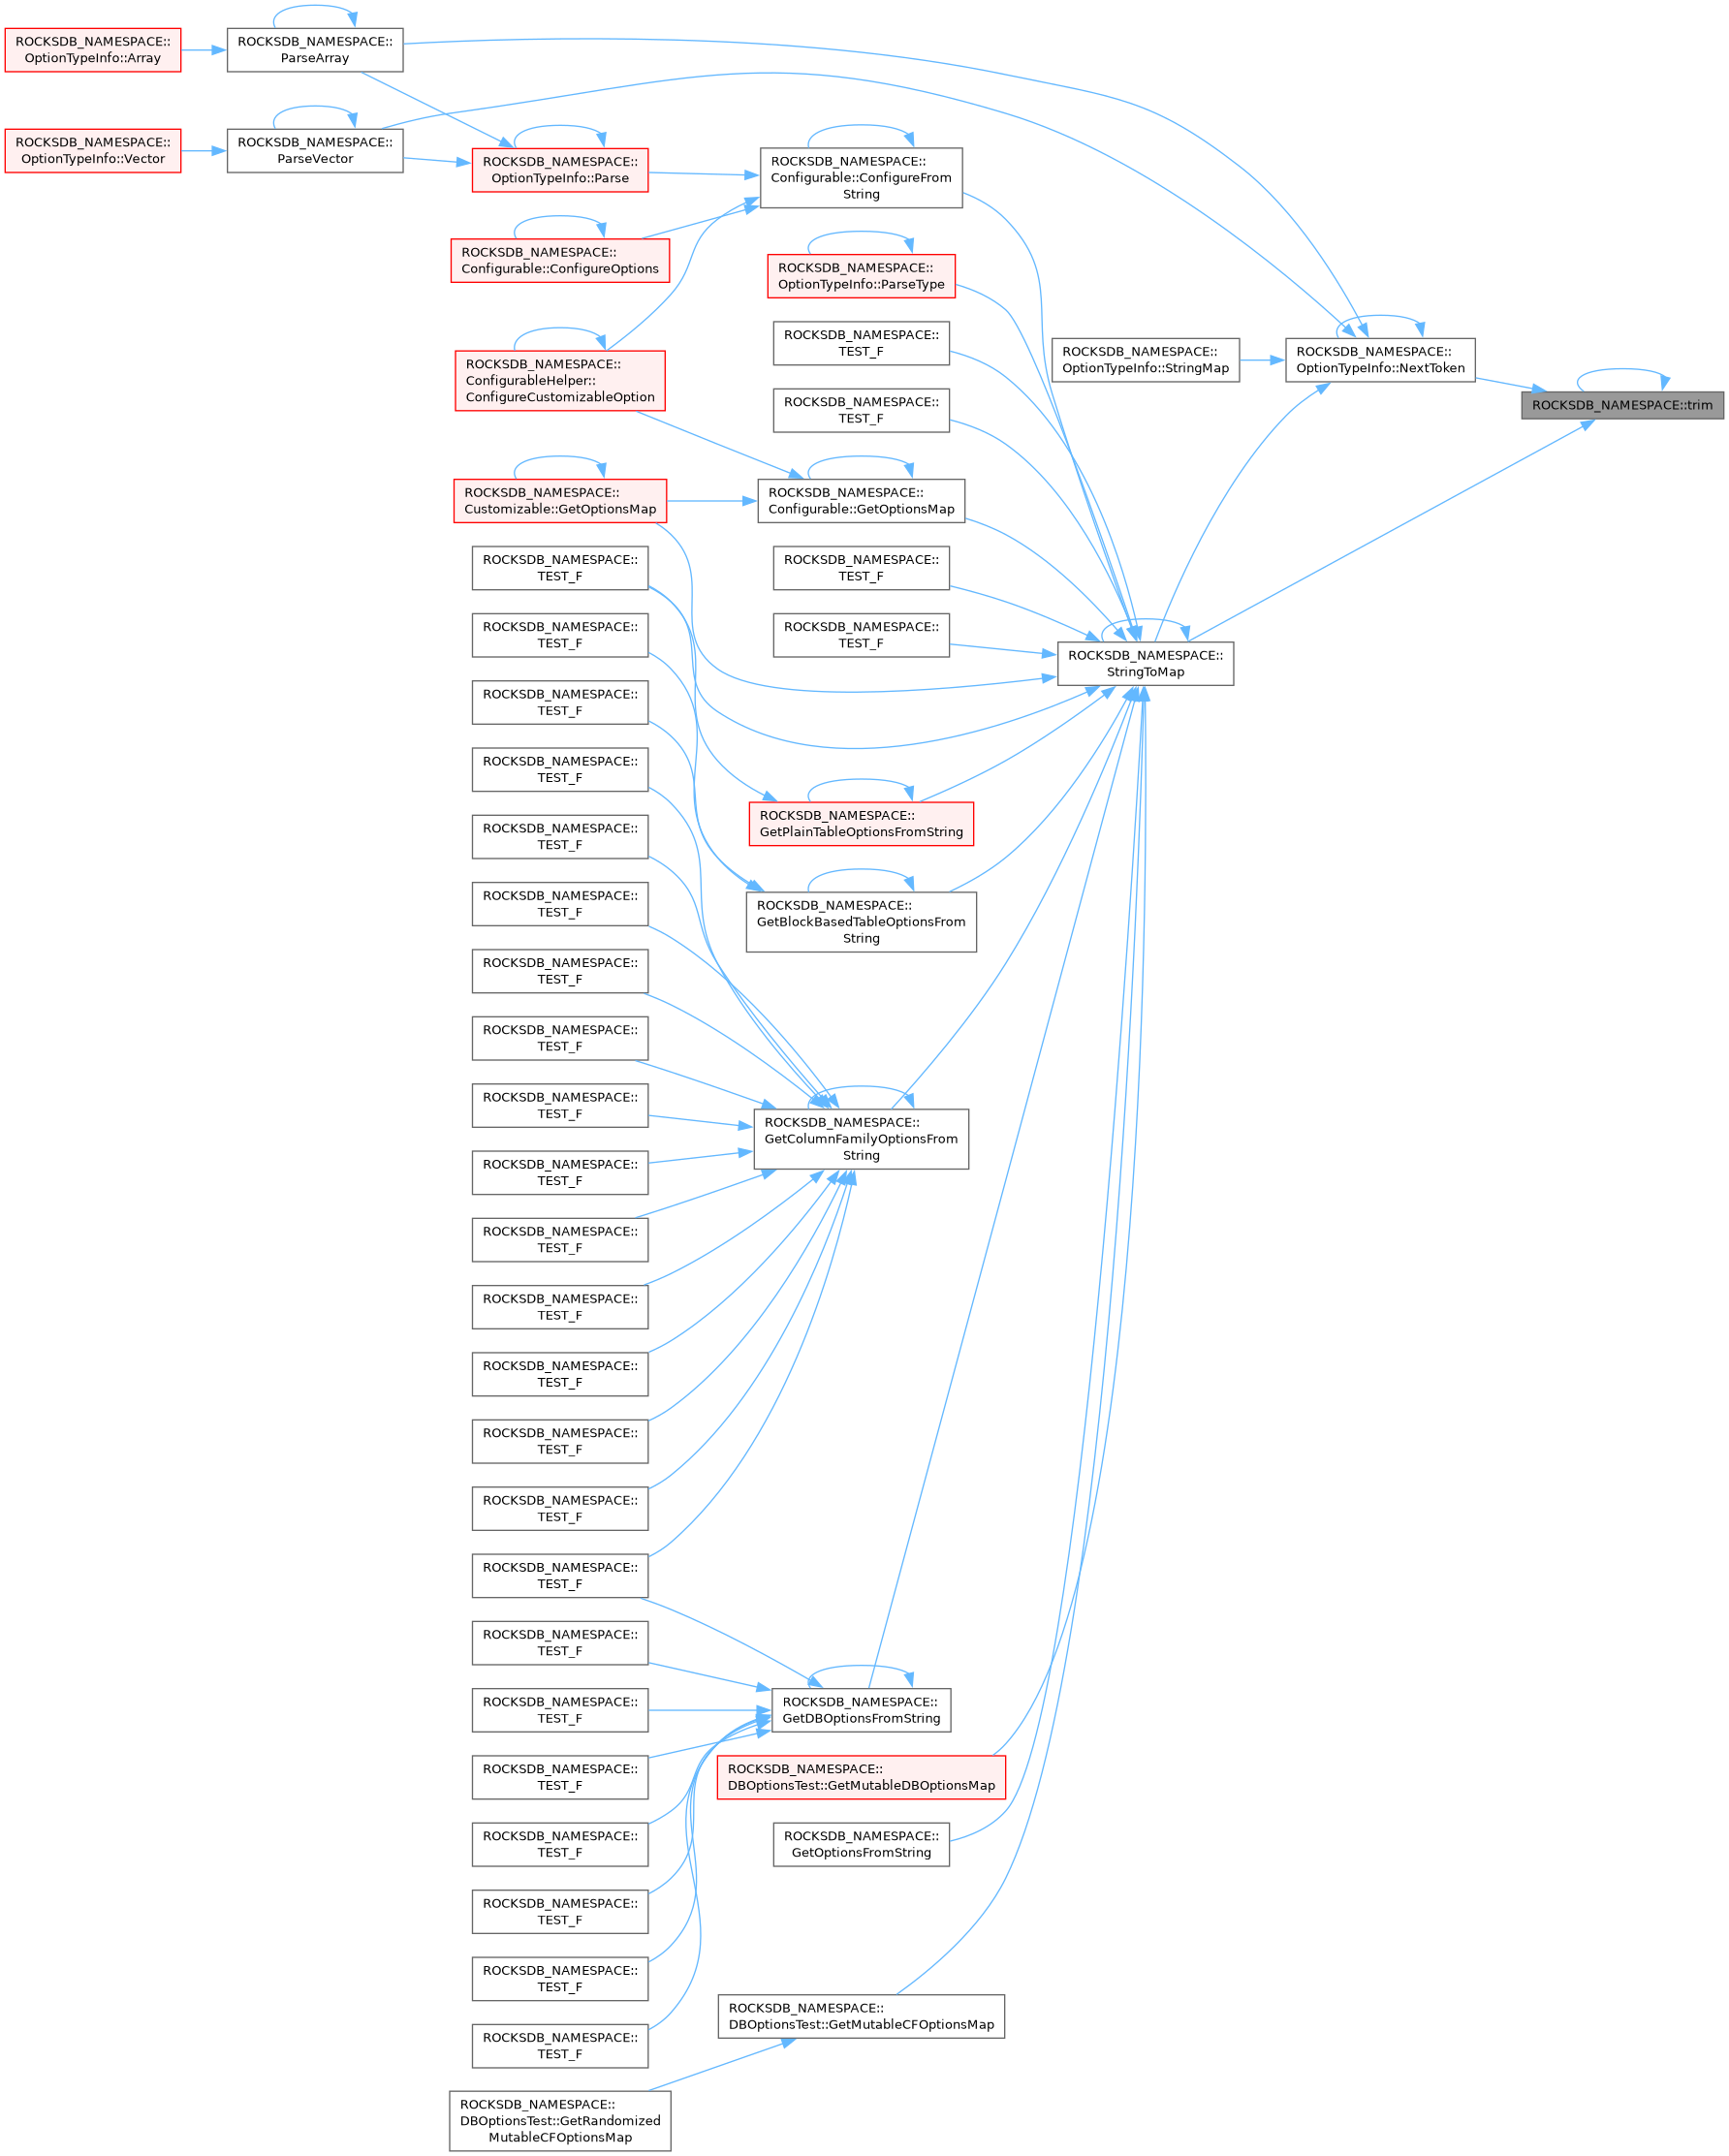 ROCKSDB_NAMESPACE::
OptionTypeInfo::Array
ROCKSDB_NAMESPACE::
OptionTypeInfo::Vector
ROCKSDB_NAMESPACE::
ParseArray
ROCKSDB_NAMESPACE::
ParseVector
ROCKSDB_NAMESPACE::
OptionTypeInfo::Parse
ROCKSDB_NAMESPACE::
Configurable::ConfigureOptions
ROCKSDB_NAMESPACE::
ConfigurableHelper::
ConfigureCustomizableOption
ROCKSDB_NAMESPACE::
Customizable::GetOptionsMap
ROCKSDB_NAMESPACE::
TEST_F
ROCKSDB_NAMESPACE::
TEST_F
ROCKSDB_NAMESPACE::
TEST_F
ROCKSDB_NAMESPACE::
TEST_F
ROCKSDB_NAMESPACE::
TEST_F
ROCKSDB_NAMESPACE::
TEST_F
ROCKSDB_NAMESPACE::
TEST_F
ROCKSDB_NAMESPACE::
TEST_F
ROCKSDB_NAMESPACE::
TEST_F
ROCKSDB_NAMESPACE::
TEST_F
ROCKSDB_NAMESPACE::
TEST_F
ROCKSDB_NAMESPACE::
TEST_F
ROCKSDB_NAMESPACE::
TEST_F
ROCKSDB_NAMESPACE::
TEST_F
ROCKSDB_NAMESPACE::
TEST_F
ROCKSDB_NAMESPACE::
TEST_F
ROCKSDB_NAMESPACE::
TEST_F
ROCKSDB_NAMESPACE::
TEST_F
ROCKSDB_NAMESPACE::
TEST_F
ROCKSDB_NAMESPACE::
TEST_F
ROCKSDB_NAMESPACE::
TEST_F
ROCKSDB_NAMESPACE::
TEST_F
ROCKSDB_NAMESPACE::
TEST_F
ROCKSDB_NAMESPACE::
DBOptionsTest::GetRandomized
MutableCFOptionsMap
ROCKSDB_NAMESPACE::
Configurable::ConfigureFrom
String
ROCKSDB_NAMESPACE::
OptionTypeInfo::ParseType
ROCKSDB_NAMESPACE::
TEST_F
ROCKSDB_NAMESPACE::
TEST_F
ROCKSDB_NAMESPACE::
Configurable::GetOptionsMap
ROCKSDB_NAMESPACE::
TEST_F
ROCKSDB_NAMESPACE::
TEST_F
ROCKSDB_NAMESPACE::
GetPlainTableOptionsFromString
ROCKSDB_NAMESPACE::
GetBlockBasedTableOptionsFrom
String
ROCKSDB_NAMESPACE::
GetColumnFamilyOptionsFrom
String
ROCKSDB_NAMESPACE::
GetDBOptionsFromString
ROCKSDB_NAMESPACE::
DBOptionsTest::GetMutableDBOptionsMap
ROCKSDB_NAMESPACE::
GetOptionsFromString
ROCKSDB_NAMESPACE::
DBOptionsTest::GetMutableCFOptionsMap
ROCKSDB_NAMESPACE::
OptionTypeInfo::StringMap
ROCKSDB_NAMESPACE::
StringToMap
ROCKSDB_NAMESPACE::
OptionTypeInfo::NextToken
ROCKSDB_NAMESPACE::trim